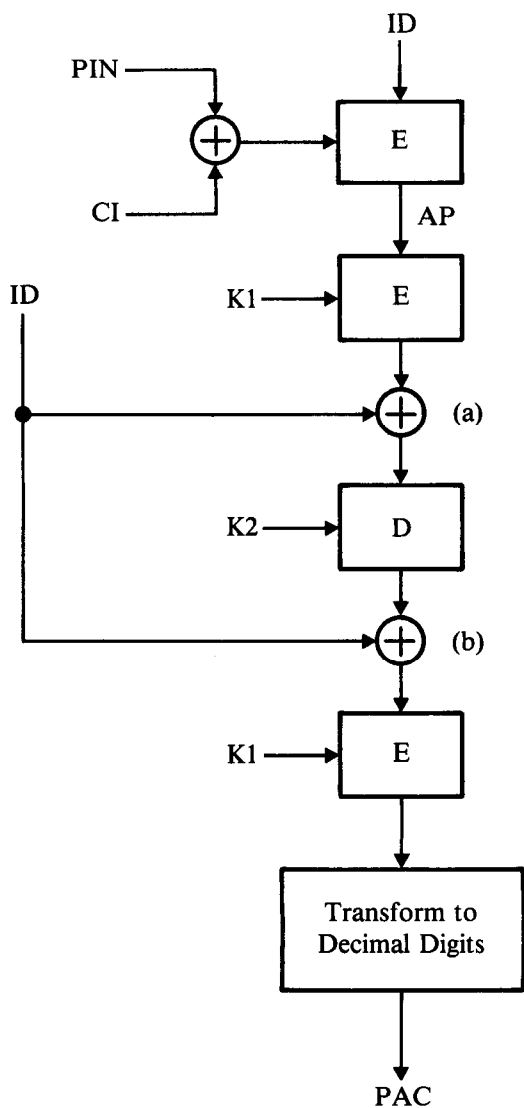 ID
PIN
E
CI
AP
ID
K1
E
(a)
K2
D
(b)
K1
E
Transform to
Decimal Digits
PAC